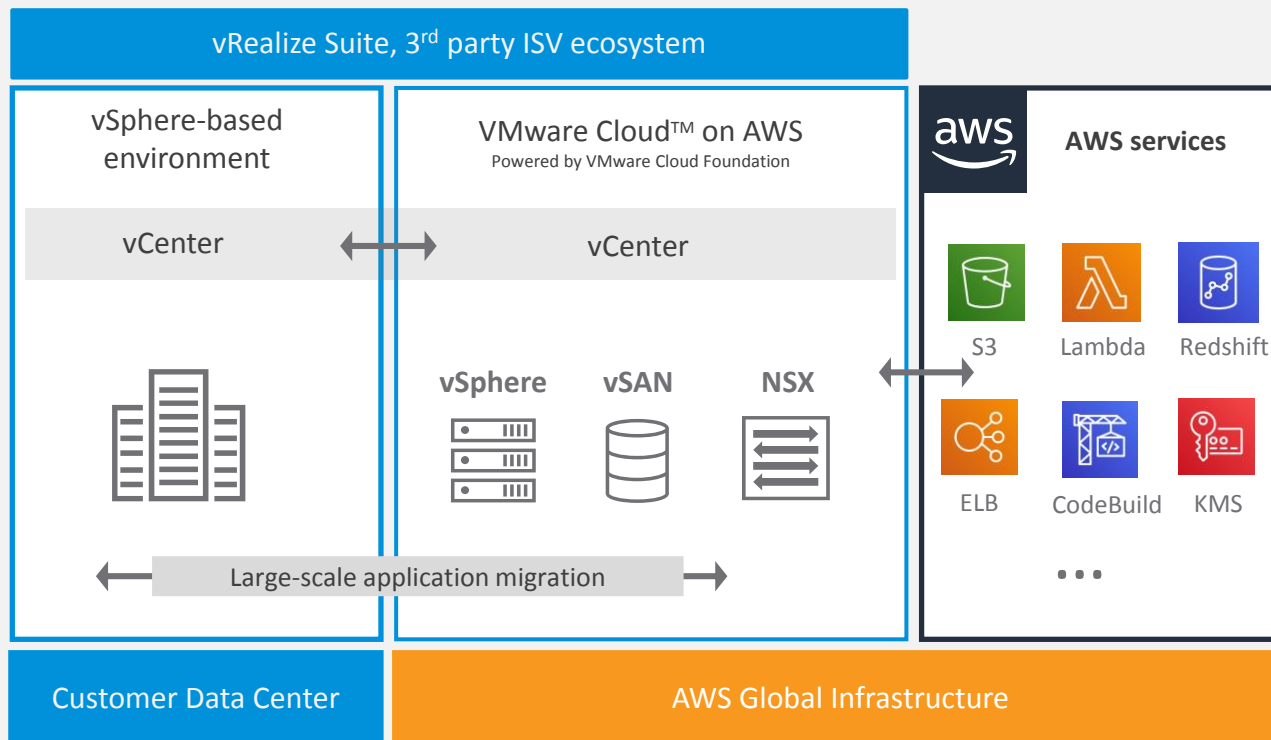 vRealize Suite, 3rd party ISV ecosystem
vSphere-based
environment
VMware Cloud™ on AWS
Powered by VMware Cloud Foundation
aws
AWS services
vCenter
vCenter
S3
Lambda
Redshift
vSphere
vSAN
NSX
</>
ELB
CodeBuild
KMS
Large-scale application migration
...
Customer Data Center
AWS Global Infrastructure